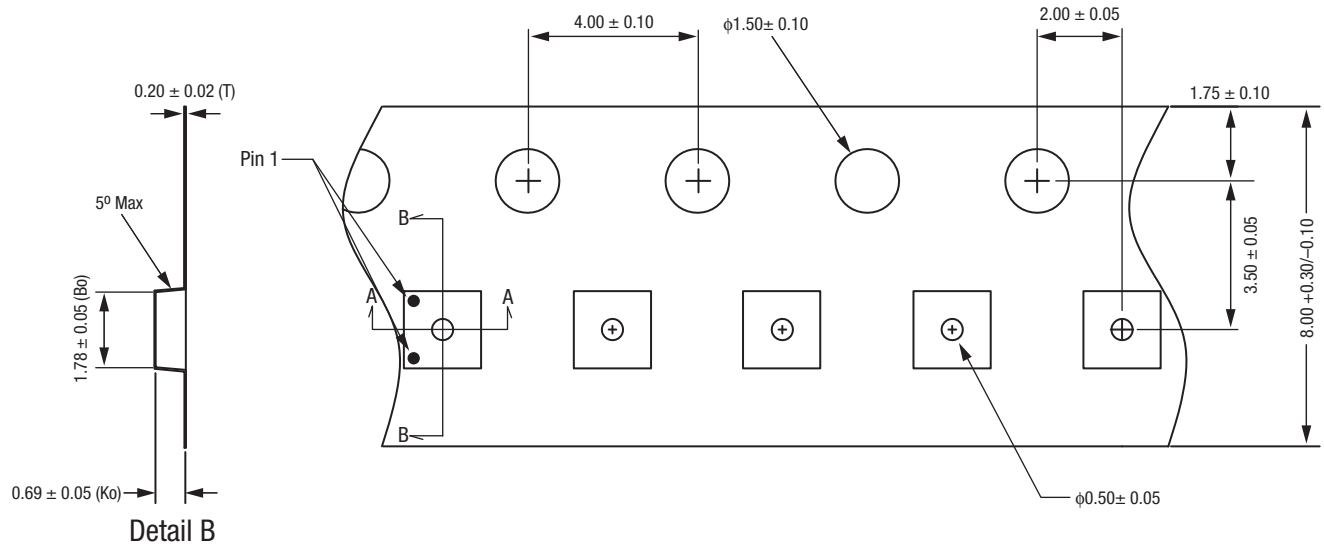 4.00 ± 0.10
ϕ1.50± 0.10
2.00 ± 0.05
0.20 ± 0.02 (T)
1.75 ± 0.10
Pin 1
5º Max
B
A
A
1.78 ± 0.05 (Bo)
3.50 ± 0.05
8.00 +0.30/–0.10
B
0.69 ± 0.05 (Ko)
ϕ0.50± 0.05
Detail B